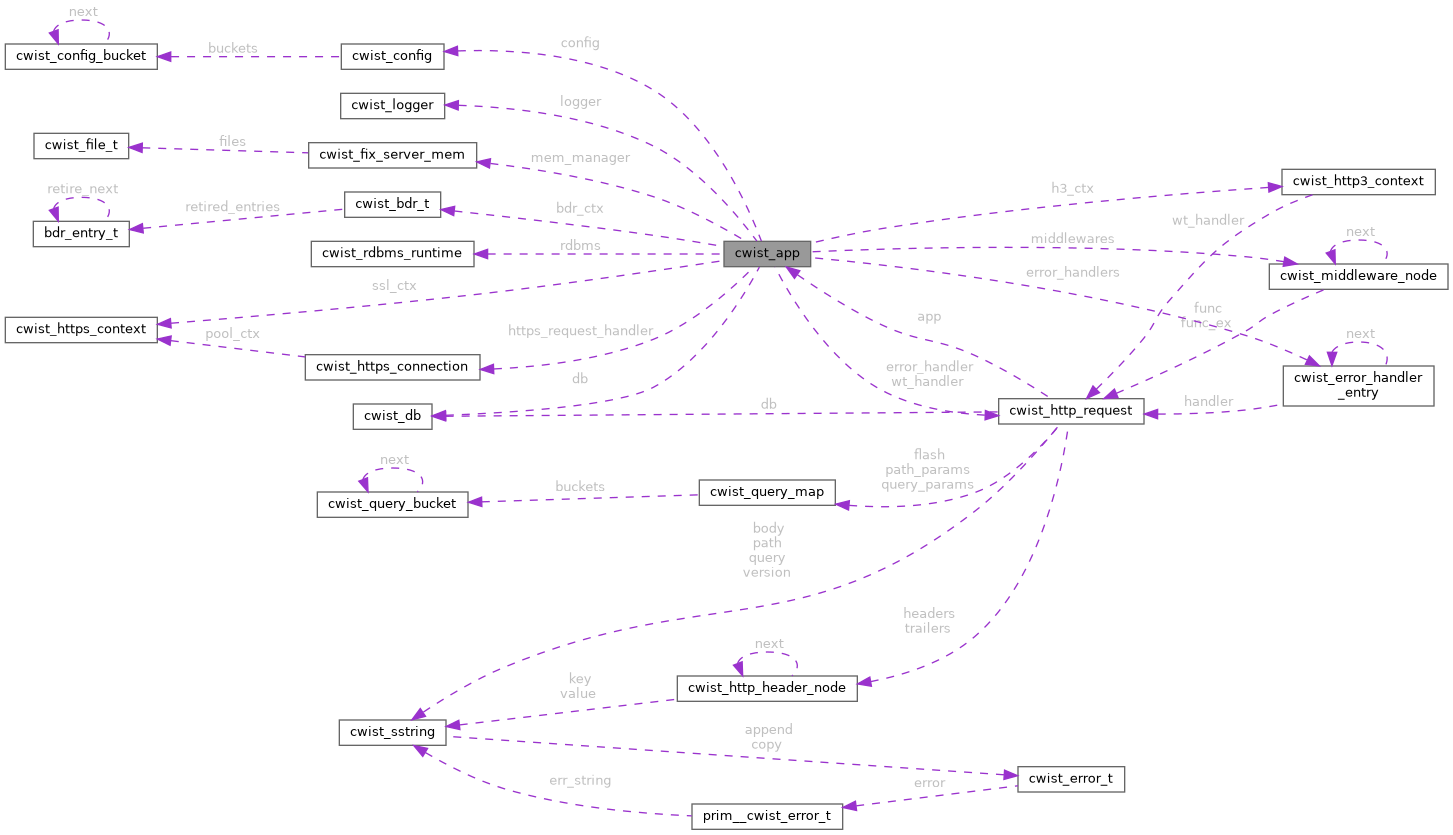 next
cwist_config_bucket
buckets
cwist_config
config
cwist_logger
logger
cwist_file_t
files
cwist_fix_server_mem
mem_manager
retire_next
bdr_entry_t
retired_entries
cwist_bdr_t
bdr_ctx
cwist_rdbms_runtime
rdbms
cwist_app
h3_ctx
cwist_http3_context
wt_handler
middlewares
next
cwist_middleware_node
error_handlers
ssl_ctx
cwist_https_context
pool_ctx
https_request_handler
cwist_https_connection
app
func
func_ex
next
cwist_error_handler
_entry
error_handler
wt_handler
db
cwist_db
db
cwist_http_request
handler
next
cwist_query_bucket
buckets
cwist_query_map
flash
path_params
query_params
body
path
query
version
headers
trailers
next
cwist_http_header_node
key
value
cwist_sstring
append
copy
cwist_error_t
err_string
error
prim__cwist_error_t